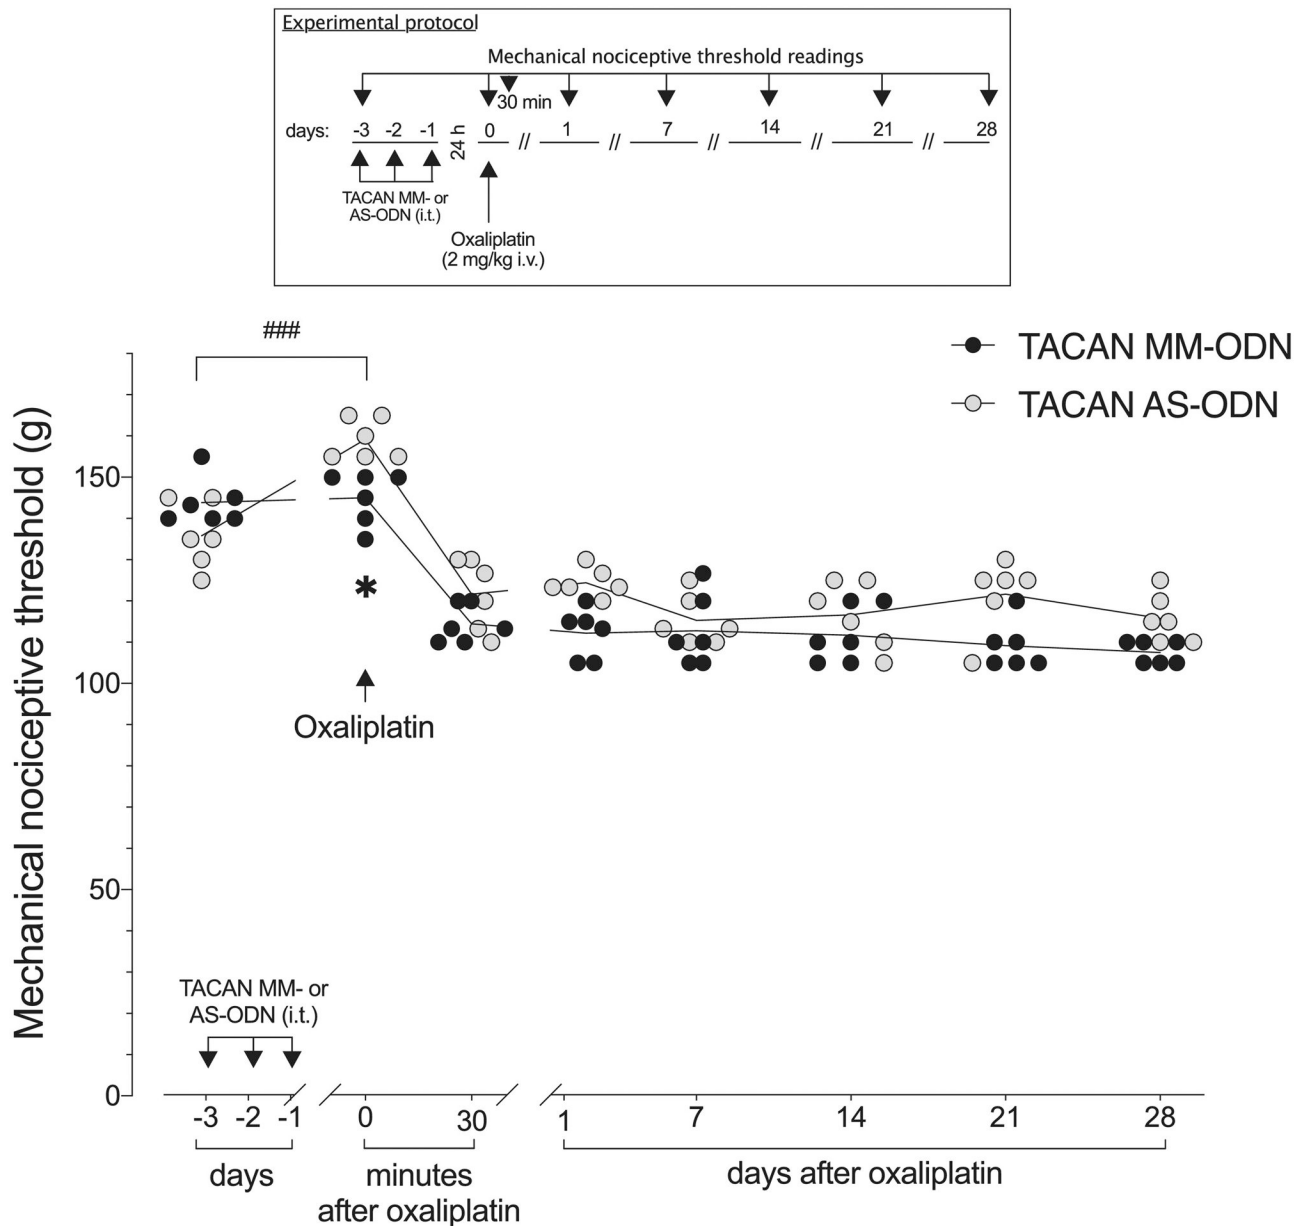 Experimental protocol
Mechanical nociceptive threshold readings
30 min
days: -3 -2 -1 24 h 0 // 1 // 7 // 14 // 21 // 28
TACAN MM- or
AS-ODN (i.t.)
Oxaliplatin
(2 mg/kg i.v.)
###
TACAN MM-ODN
TACAN AS-ODN
Mechanical nociceptive threshold (g)
150
100
50
0
*
Oxaliplatin
TACAN MM- or
AS-ODN (i.t.)
-3 -2 -1 0 30 1 7 14 21 28
days
minutes
after oxaliplatin
days after oxaliplatin